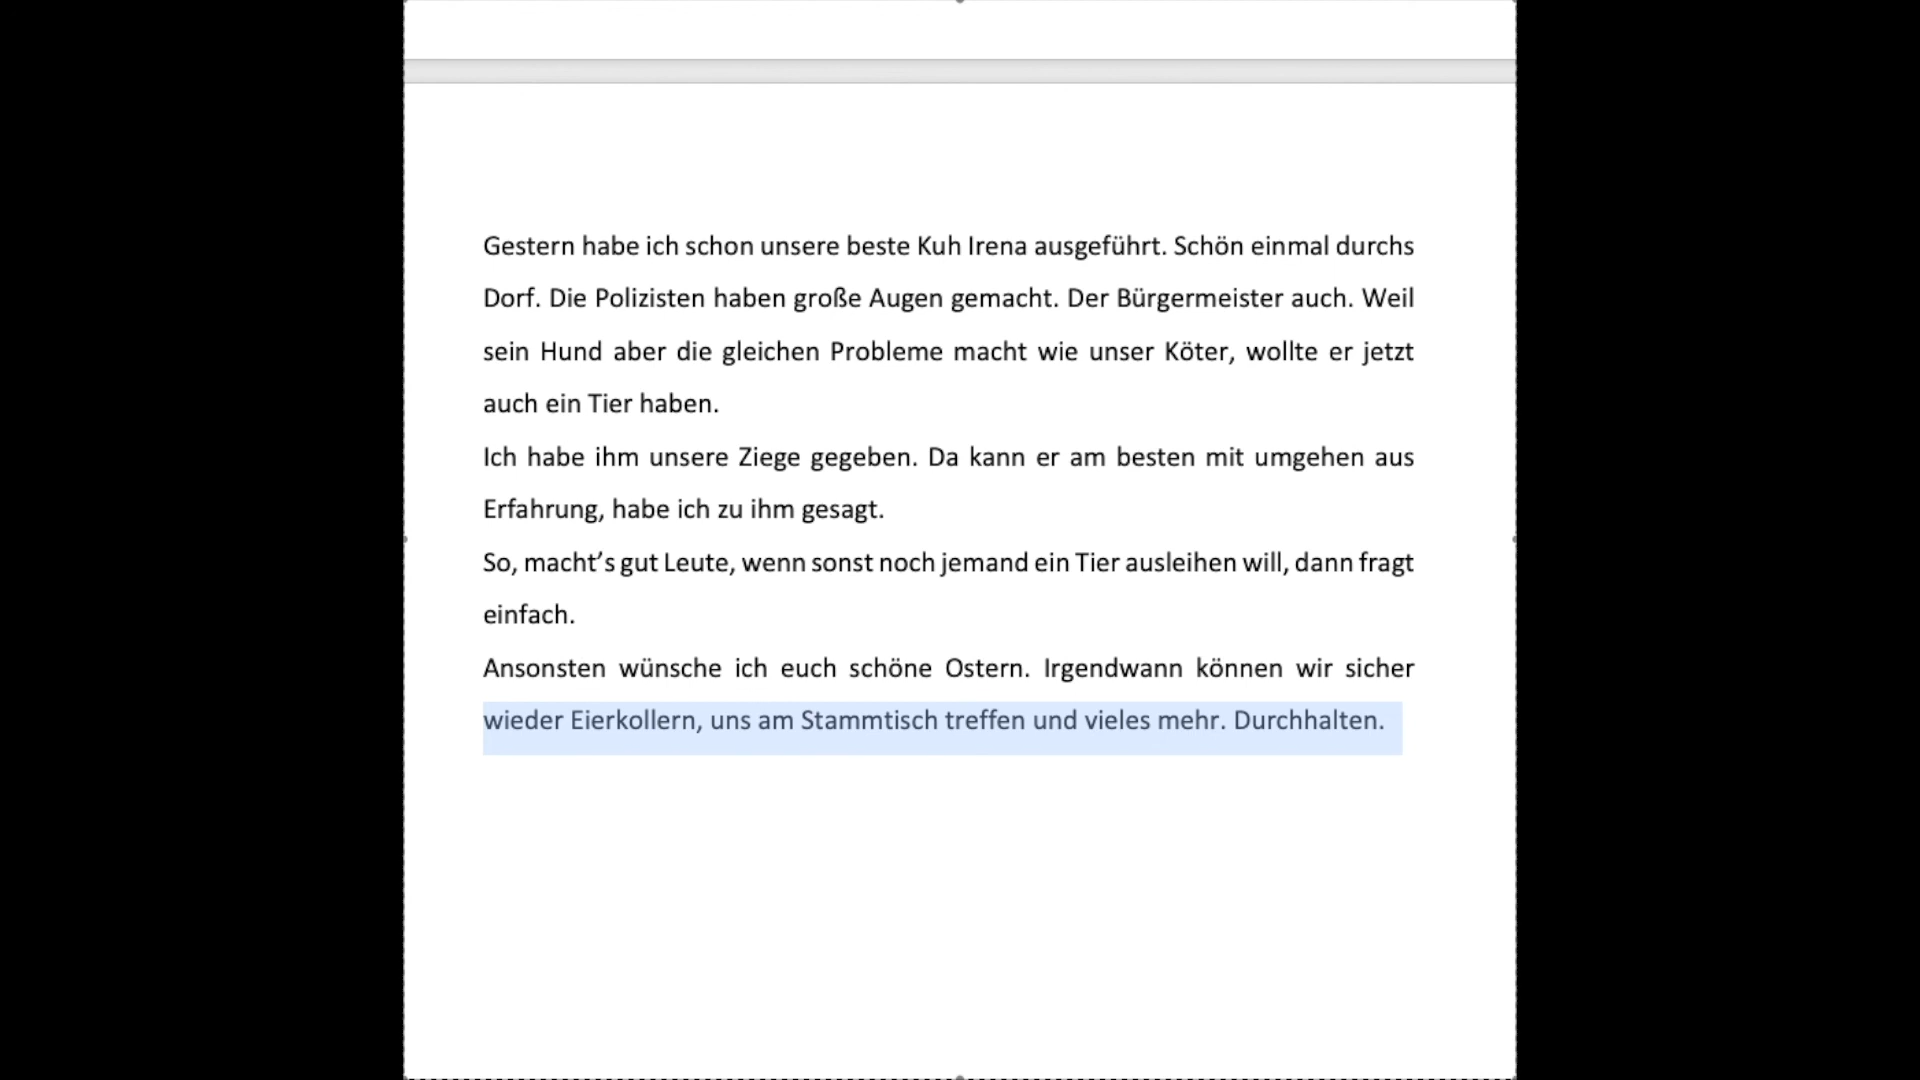 Gestern habe ich schon unsere beste Kuh Irena ausgeführt. Schön einmal durchs
Dorf. Die Polizisten haben große Augen gemacht. Der Bürgermeister auch. Weil
sein Hund aber die gleichen Probleme macht wie unser Köter, wollte er jetzt
auch ein Tier haben.
Ich habe ihm unsere Ziege gegeben. Da kann er am besten mit umgehen aus
Erfahrung, habe ich zu ihm gesagt.
So, macht’s gut Leute, wenn sonst noch jemand ein Tier ausleihen will, dann fragt
einfach.
Ansonsten wünsche ich euch schöne Ostern. Irgendwann können wir sicher
wieder Eierkollern, uns am Stammtisch treffen und vieles mehr. Durchhalten.